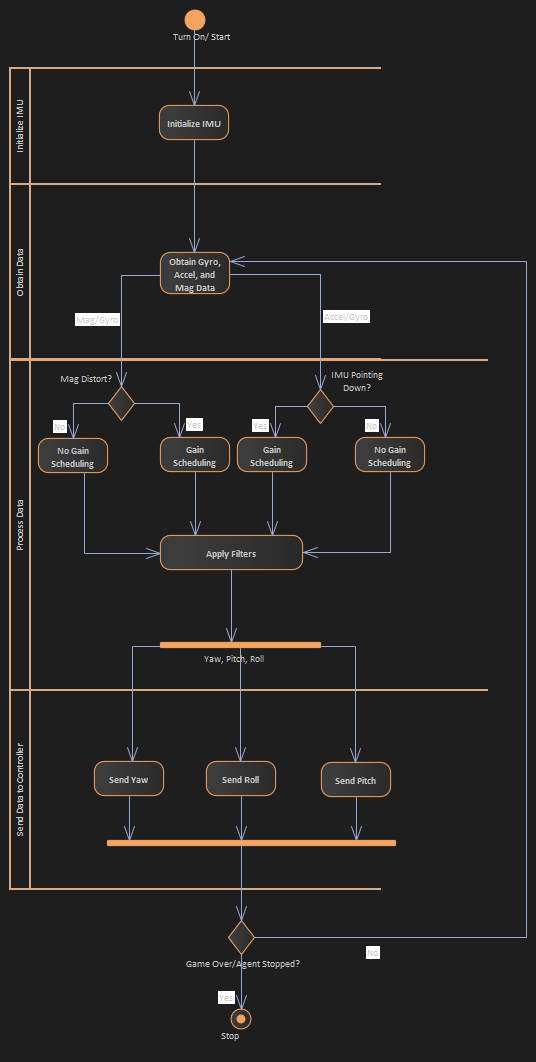 Turn On/ Start
Initialize IMU
Initialize IMU
Obtain Data
Obtain Gyro,
Accel, and
Mag Data
Mag/Gyro
Accel/Gyro
Process Data
Mag Distort?
IMU Pointing
Down?
No
Yes
Yes
No
No Gain
Scheduling
Gain
Scheduling
Gain
Scheduling
No Gain
Scheduling
Apply Filters
Yaw, Pitch, Roll
Send Data to Controller
Send Yaw
Send Roll
Send Pitch
Game Over/Agent Stopped?
No
Yes
Stop